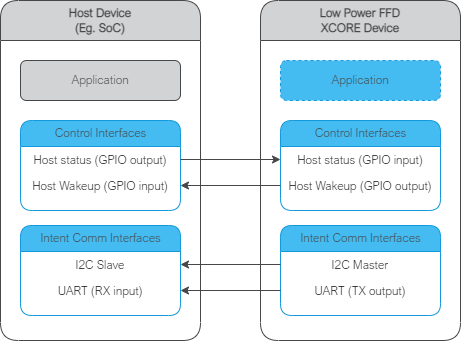 Host Device
(Eg. SoC)
Application
Control Interfaces
Host status (GPIO output)
Host Wakeup (GPIO input)
Intent Comm Interfaces
I2C Slave
UART (RX input)
Low Power FFD
XCORE Device
Application
Control Interfaces
Host status (GPIO input)
Host Wakeup (GPIO output)
Intent Comm Interfaces
I2C Master
UART (TX output)